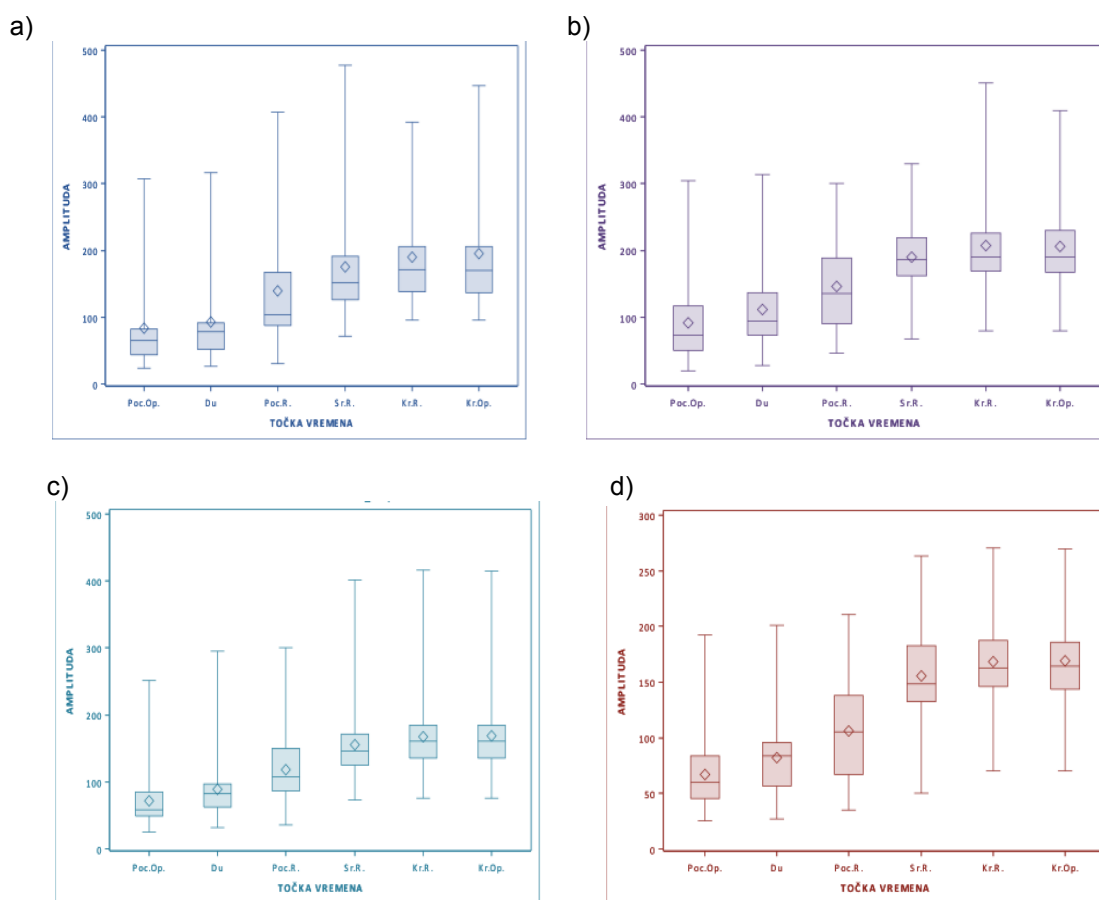 a)
500
400
300
200
100
0
AMPLITUDA
Poc.Op. Du Poc.R. Sr.R. Kr.R. Kr.Op.
TOČKA VREMENA
b)
500
400
300
200
100
0
AMPLITUDA
Poc.Op. Du Poc.R. Sr.R. Kr.R. Kr.Op.
TOČKA VREMENA
c)
500
400
300
200
100
0
AMPLITUDA
Poc.Op. Du Poc.R. Sr.R. Kr.R. Kr.Op.
TOČKA VREMENA
d)
300
250
200
150
100
50
0
AMPLITUDA
Poc.Op. Du Poc.R. Sr.R. Kr.R. Kr.Op.
TOČKA VREMENA